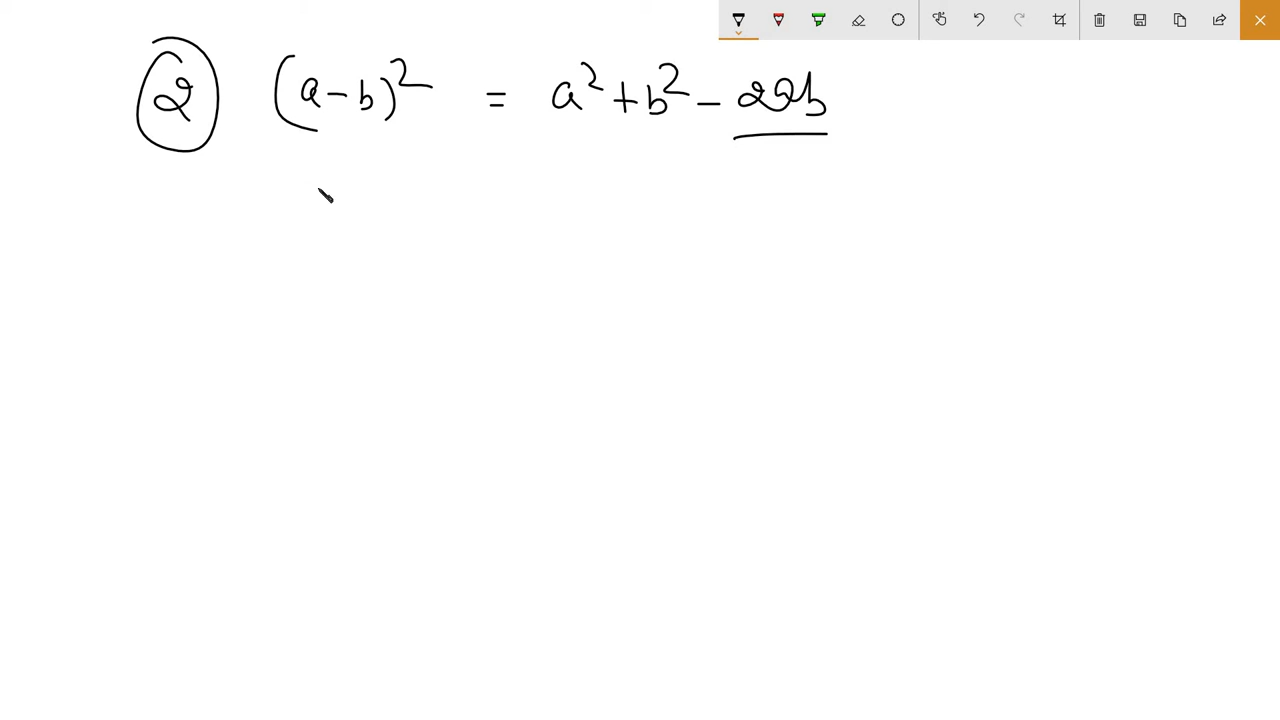 ② (a-b)² = a²+b²-2ab